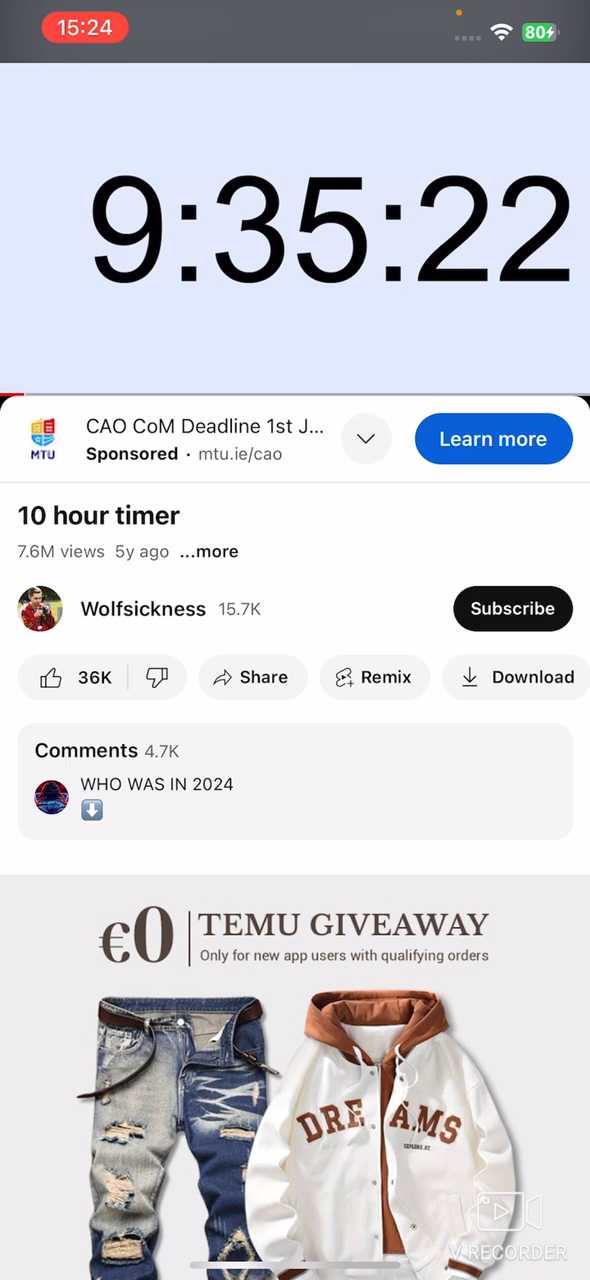 15:24
80
9:35:22
CAO CoM Deadline 1st J...
MTU
Sponsored · mtu.ie/cao
Learn more
10 hour timer
7.6M views 5y ago ...more
Wolfsickness 15.7K
Subscribe
36K
Share
Remix
Download
Comments 4.7K
WHO WAS IN 2024
€0
TEMU GIVEAWAY
Only for new app users with qualifying orders
DREAMS
EXPLORE.07
V RECORDER